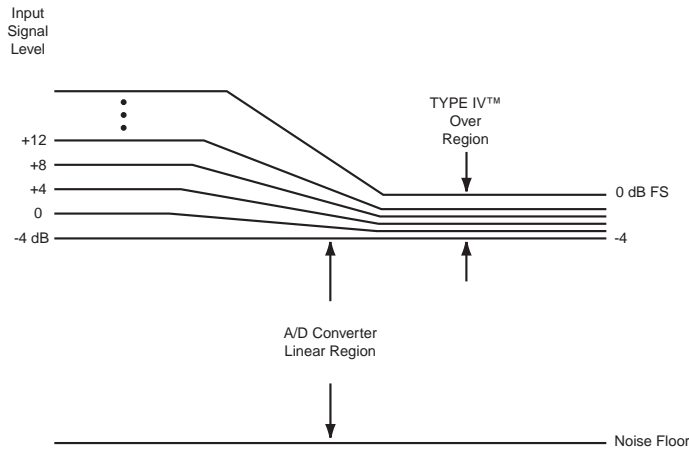 Input
Signal
Level
TYPE IV™
Over
Region
+12
+8
+4
0
-4 dB
0 dB FS
-4
A/D Converter
Linear Region
Noise Floor